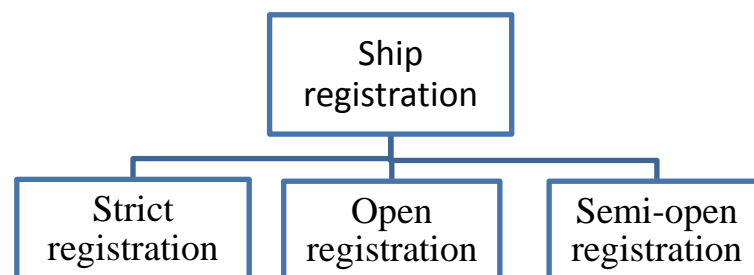 Ship
registration
Strict
registration
Open
registration
Semi-open
registration